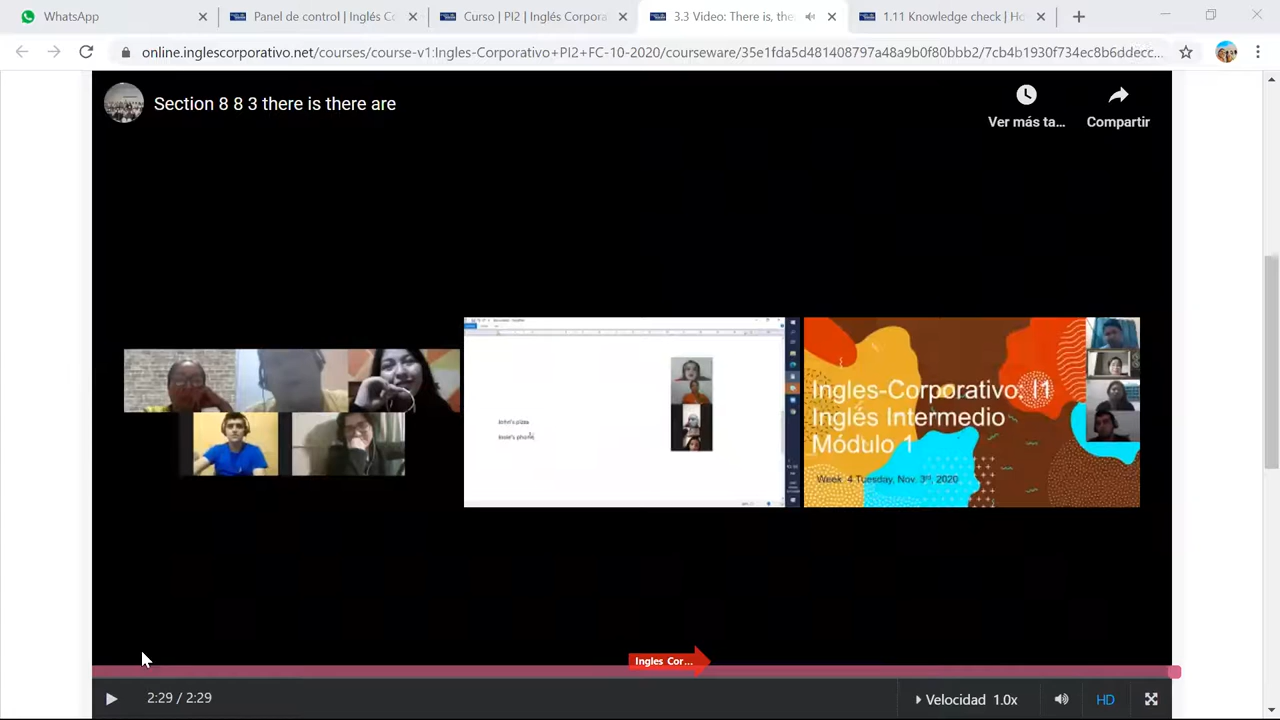 WhatsApp
Panel de control | Inglés C
Curso | PI2 | Inglés Corpora
3.3 Video: There is, the
1.11 Knowledge check | Ho
online.inglescorporativo.net/courses/course-v1:Ingles-Corporativo+PI2+FC-10-2020/courseware/35e1fda5d481408797a48a9b0f80bbb2/7cb4b1930f734ec8b6ddecc...
Section 8 8 3 there is there are
Ver más ta...
Compartir
John's pizza
Ingles-Corporativo. I1
Inglés Intermedio
Módulo 1
Week 4 Tuesday, Nov. 3rd, 2020
Ingles Cor...
2:29 / 2:29
Velocidad 1.0x
HD